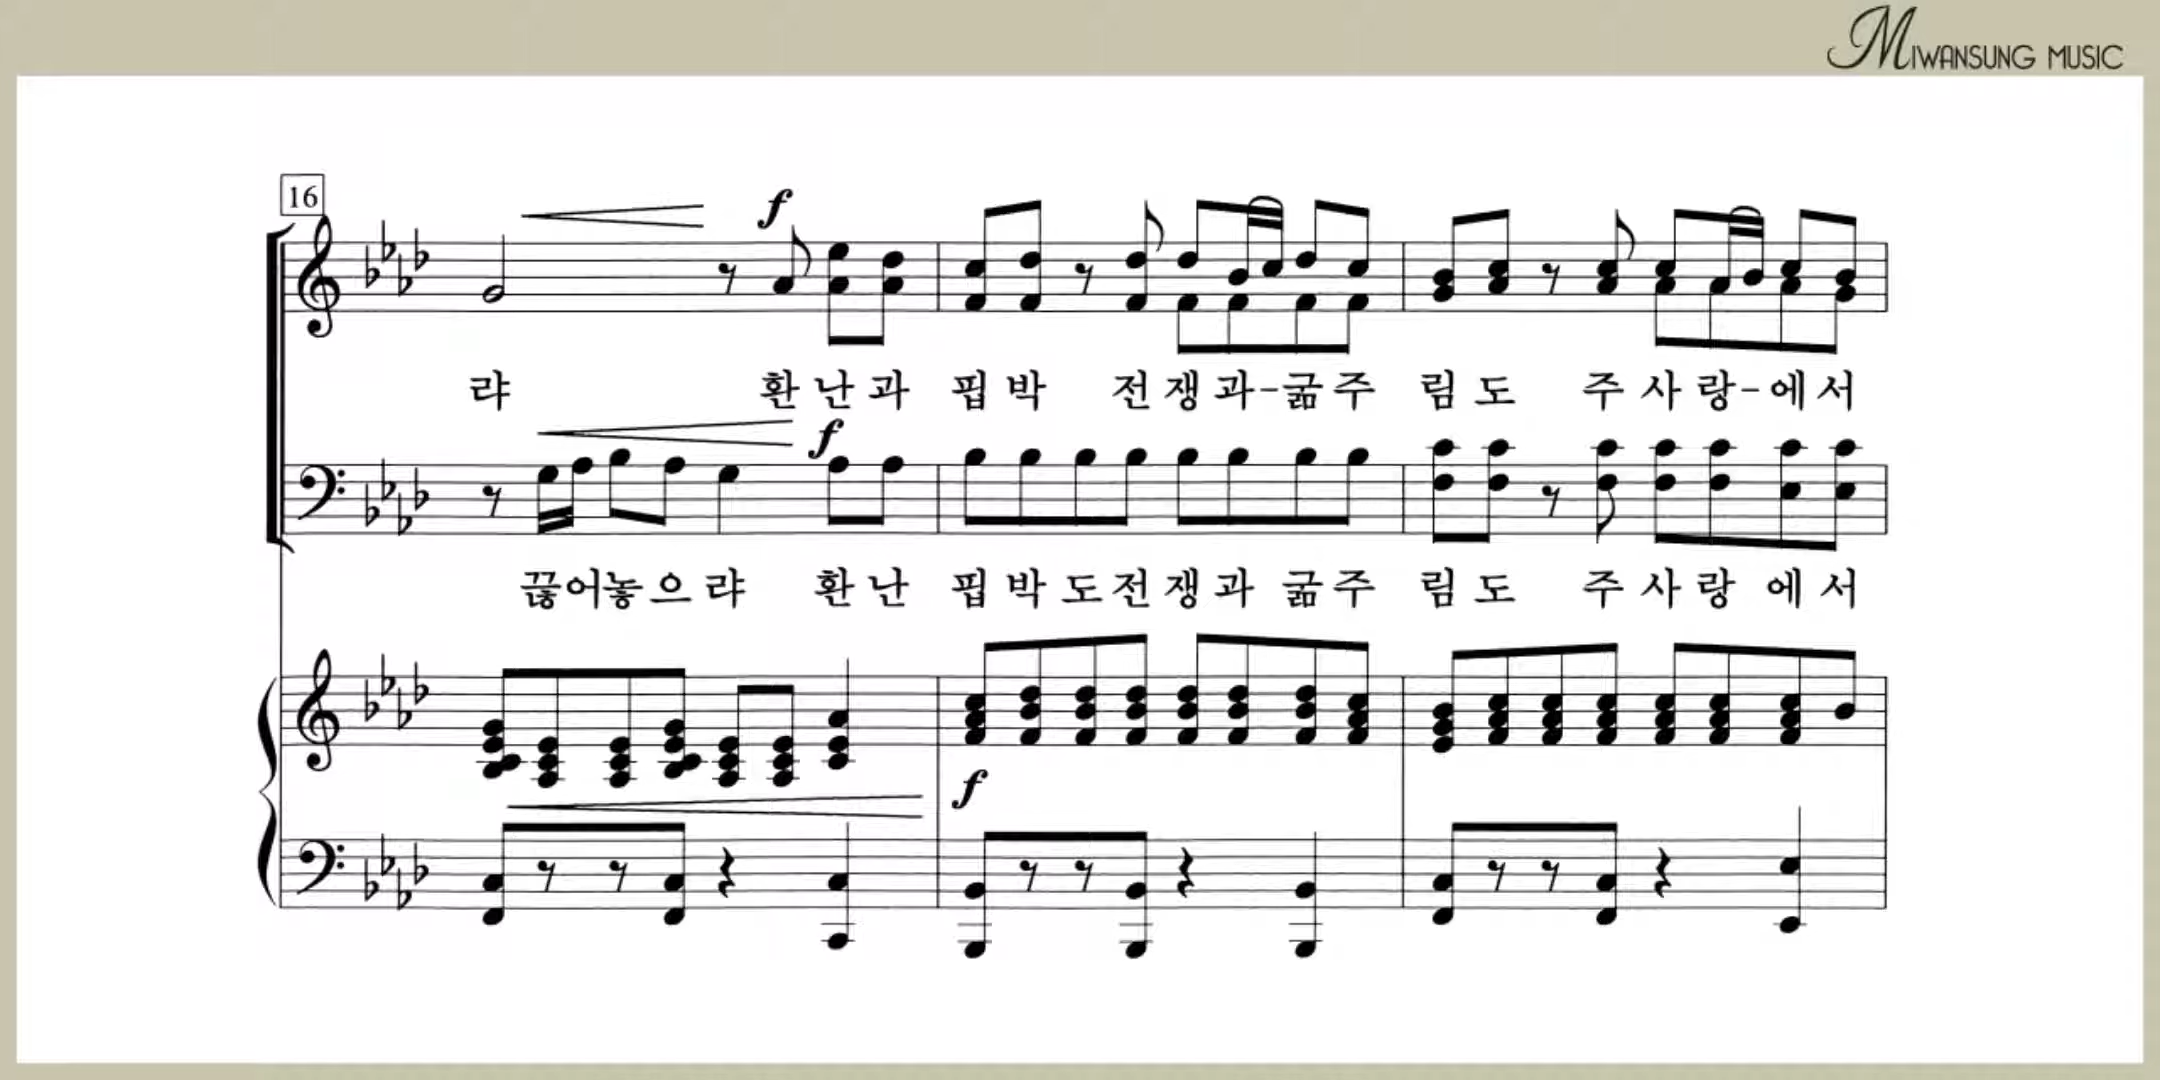 MIWANSUNG MUSIC
16
f
랴 환난과 핍박 전쟁과-굶주 림도 주사랑-에서
f
끊어놓으랴 환난 핍박도전쟁과 굶주 림도 주사랑 에서
f